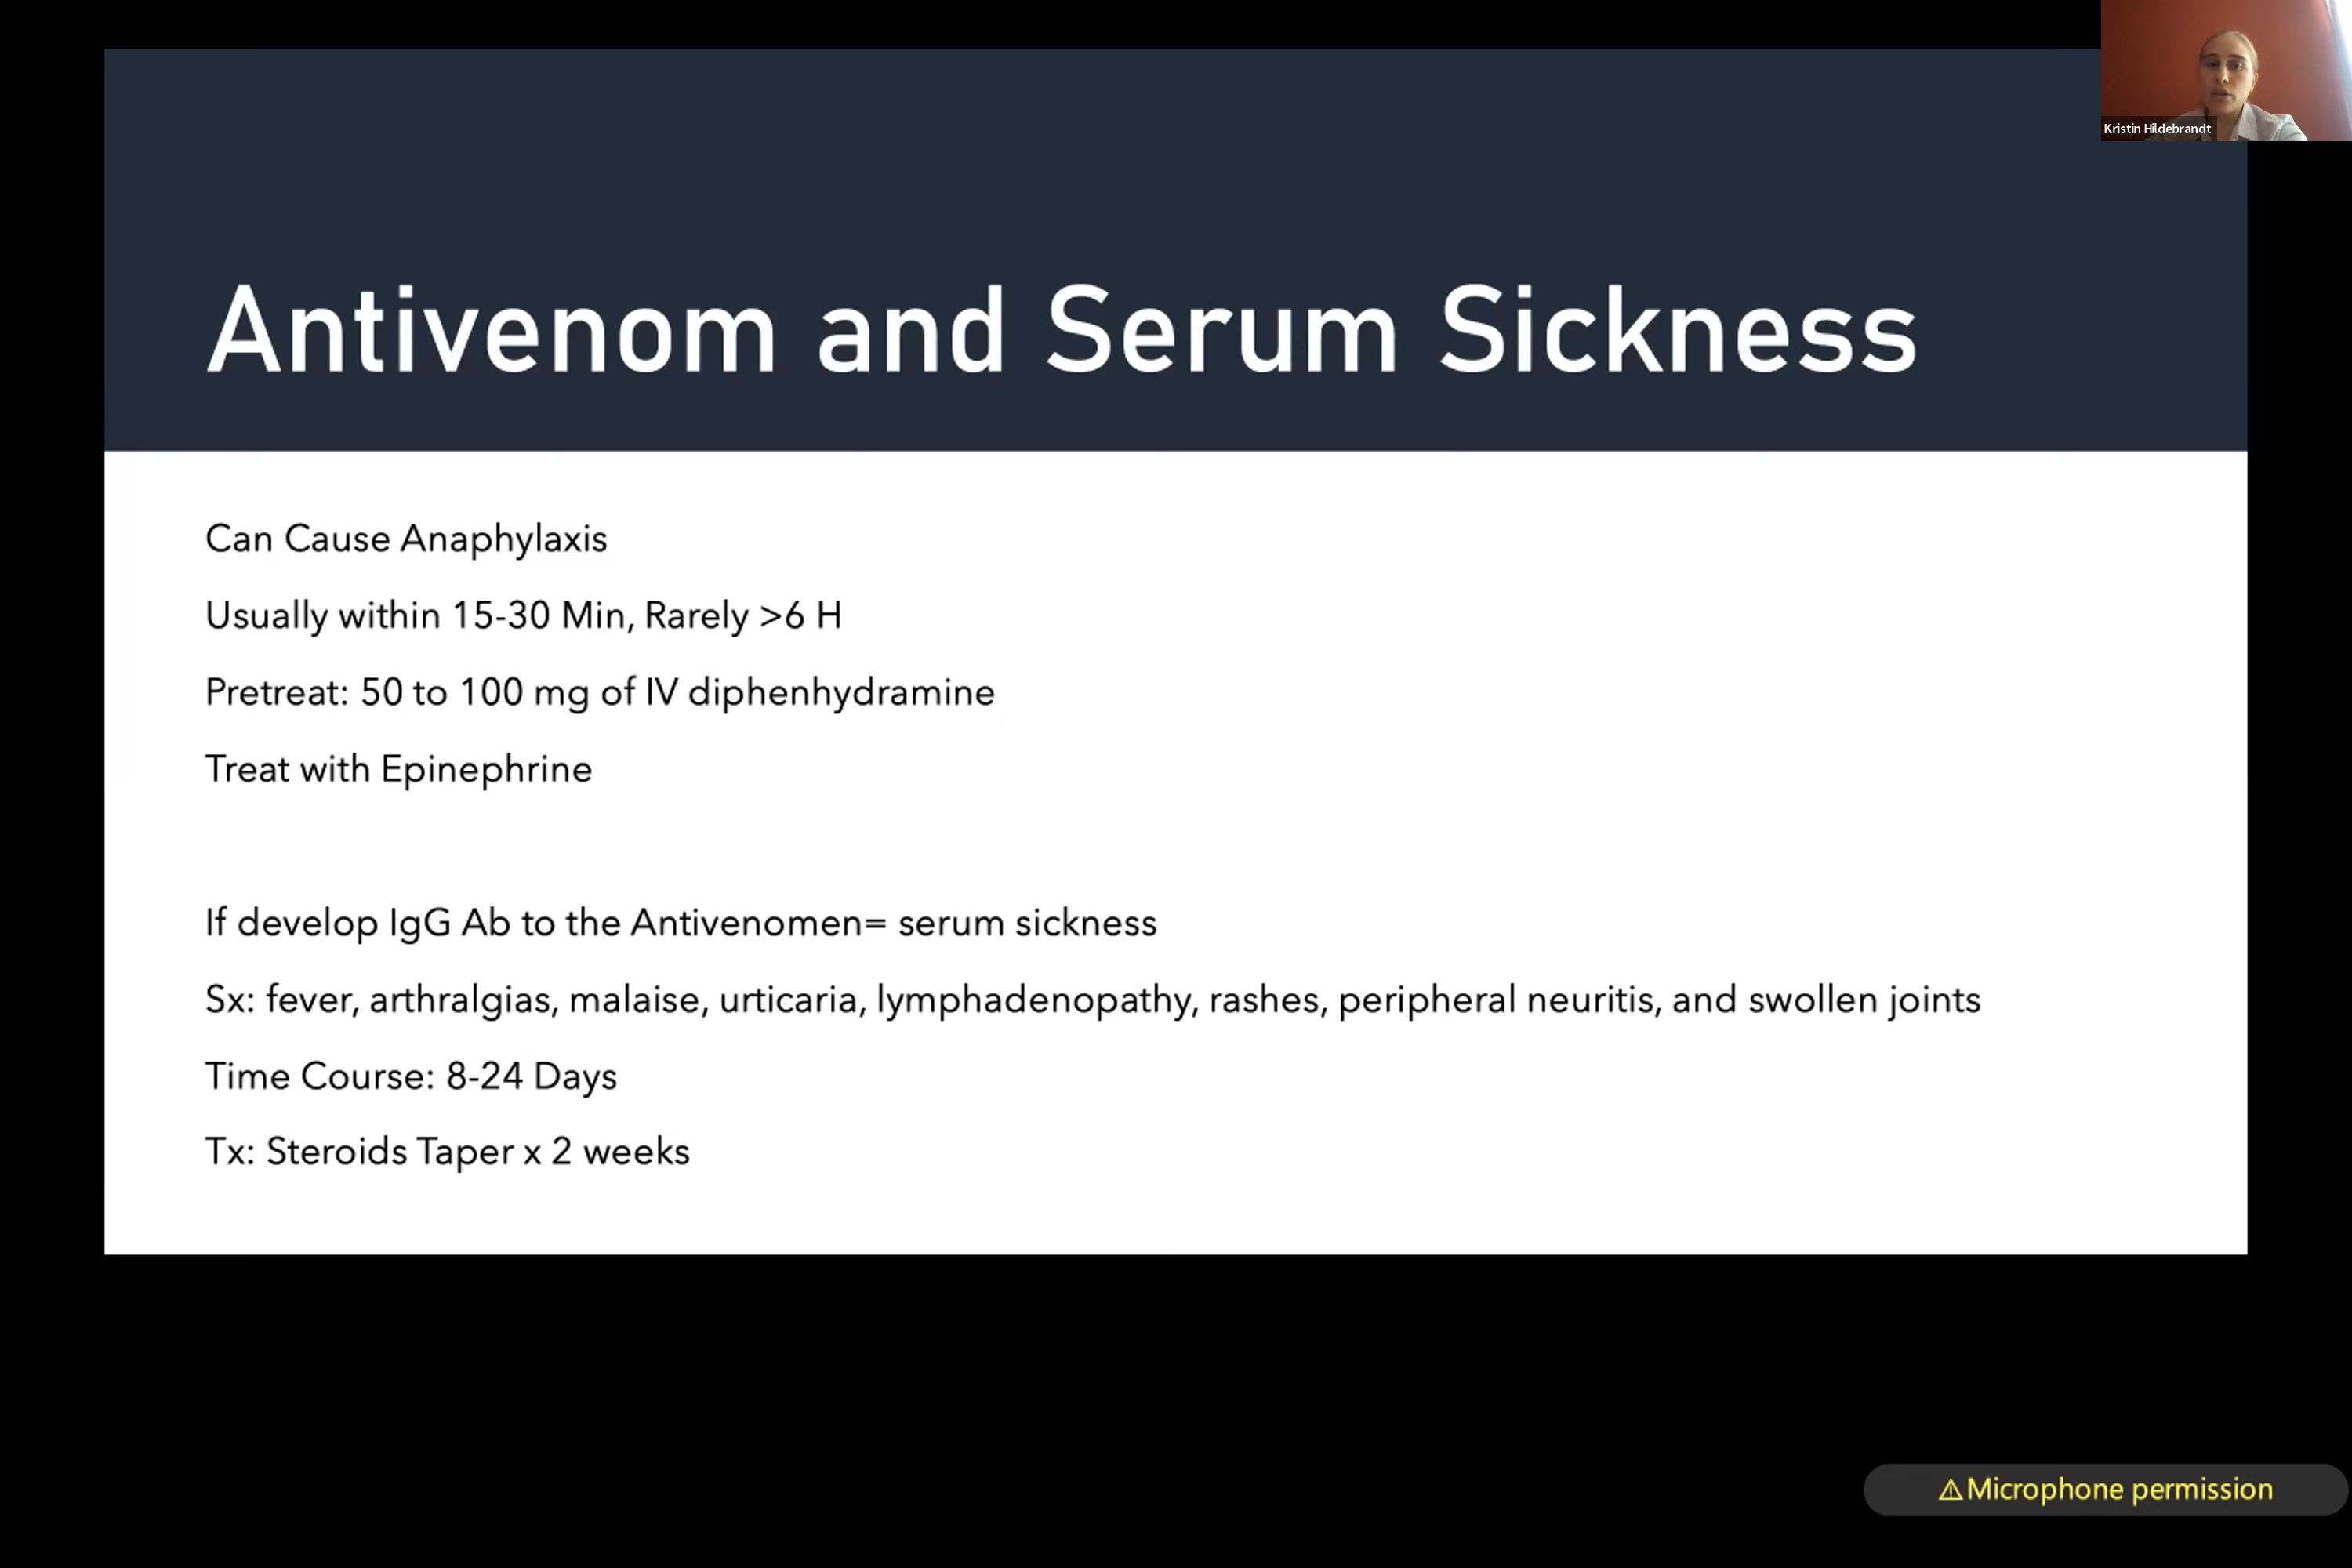 Kristin Hildebrandt
Antivenom and Serum Sickness
Can Cause Anaphylaxis
Usually within 15-30 Min, Rarely >6 H
Pretreat: 50 to 100 mg of IV diphenhydramine
Treat with Epinephrine
If develop IgG Ab to the Antivenomen= serum sickness
Sx: fever, arthralgias, malaise, urticaria, lymphadenopathy, rashes, peripheral neuritis, and swollen joints
Time Course: 8-24 Days
Tx: Steroids Taper x 2 weeks
⚠Microphone permission